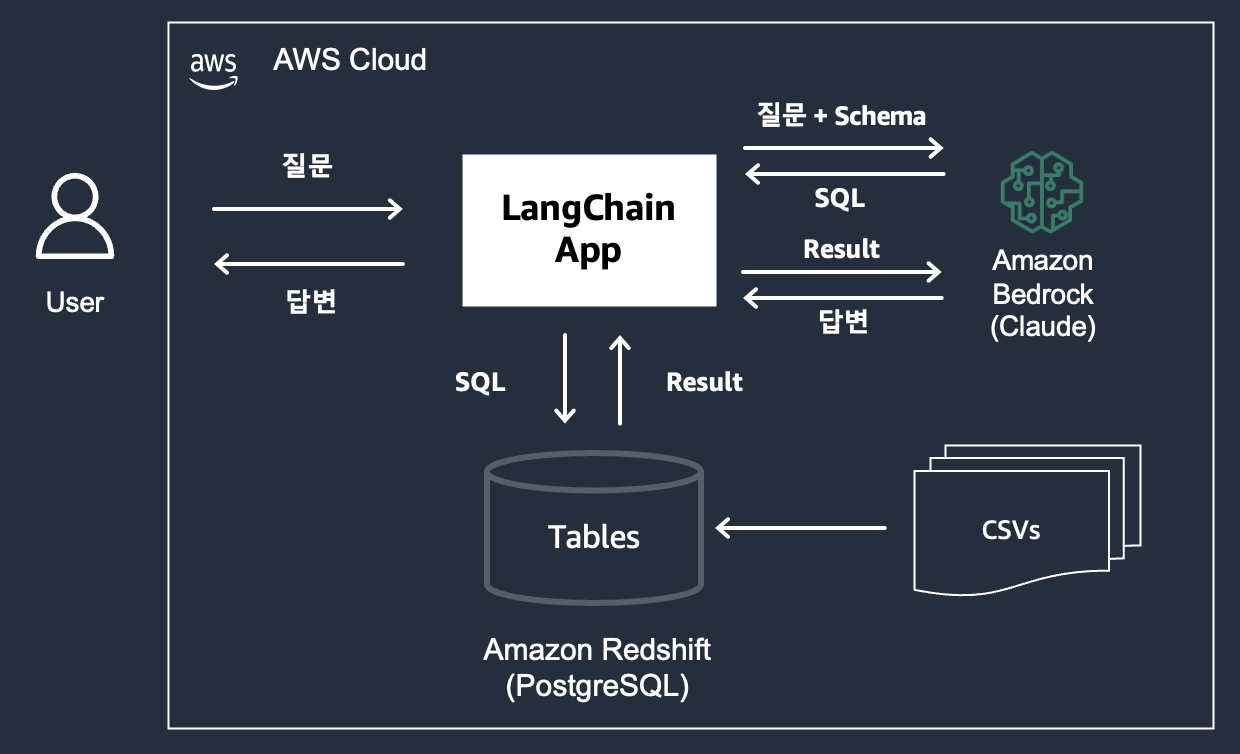 aws
AWS Cloud
질문 + Schema
질문
LangChain
App
SQL
Result
Amazon
Bedrock
(Claude)
User
답변
답변
SQL
Result
Tables
CSVs
Amazon Redshift
(PostgreSQL)